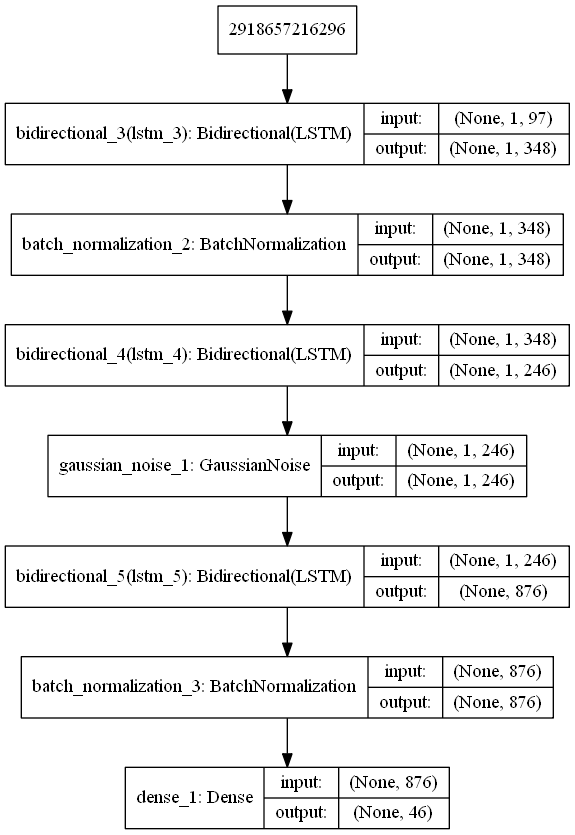 2918657216296
bidirectional_3(lstm_3): Bidirectional(LSTM)
input: (None, 1, 97)
output: (None, 1, 348)
batch_normalization_2: BatchNormalization
input: (None, 1, 348)
output: (None, 1, 348)
bidirectional_4(lstm_4): Bidirectional(LSTM)
input: (None, 1, 348)
output: (None, 1, 246)
gaussian_noise_1: GaussianNoise
input: (None, 1, 246)
output: (None, 1, 246)
bidirectional_5(lstm_5): Bidirectional(LSTM)
input: (None, 1, 246)
output: (None, 876)
batch_normalization_3: BatchNormalization
input: (None, 876)
output: (None, 876)
dense_1: Dense
input: (None, 876)
output: (None, 46)